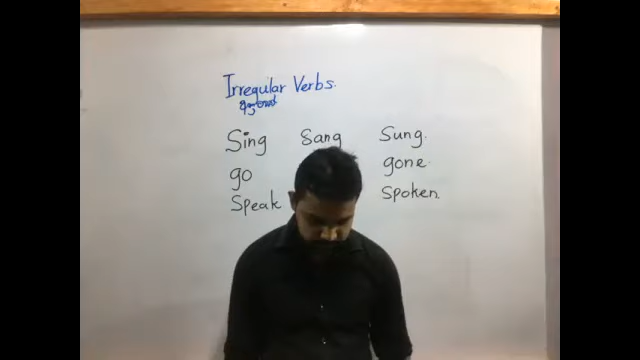 Irregular Verbs.
Sing Sang Sung.
go gone.
Speak Spoken.